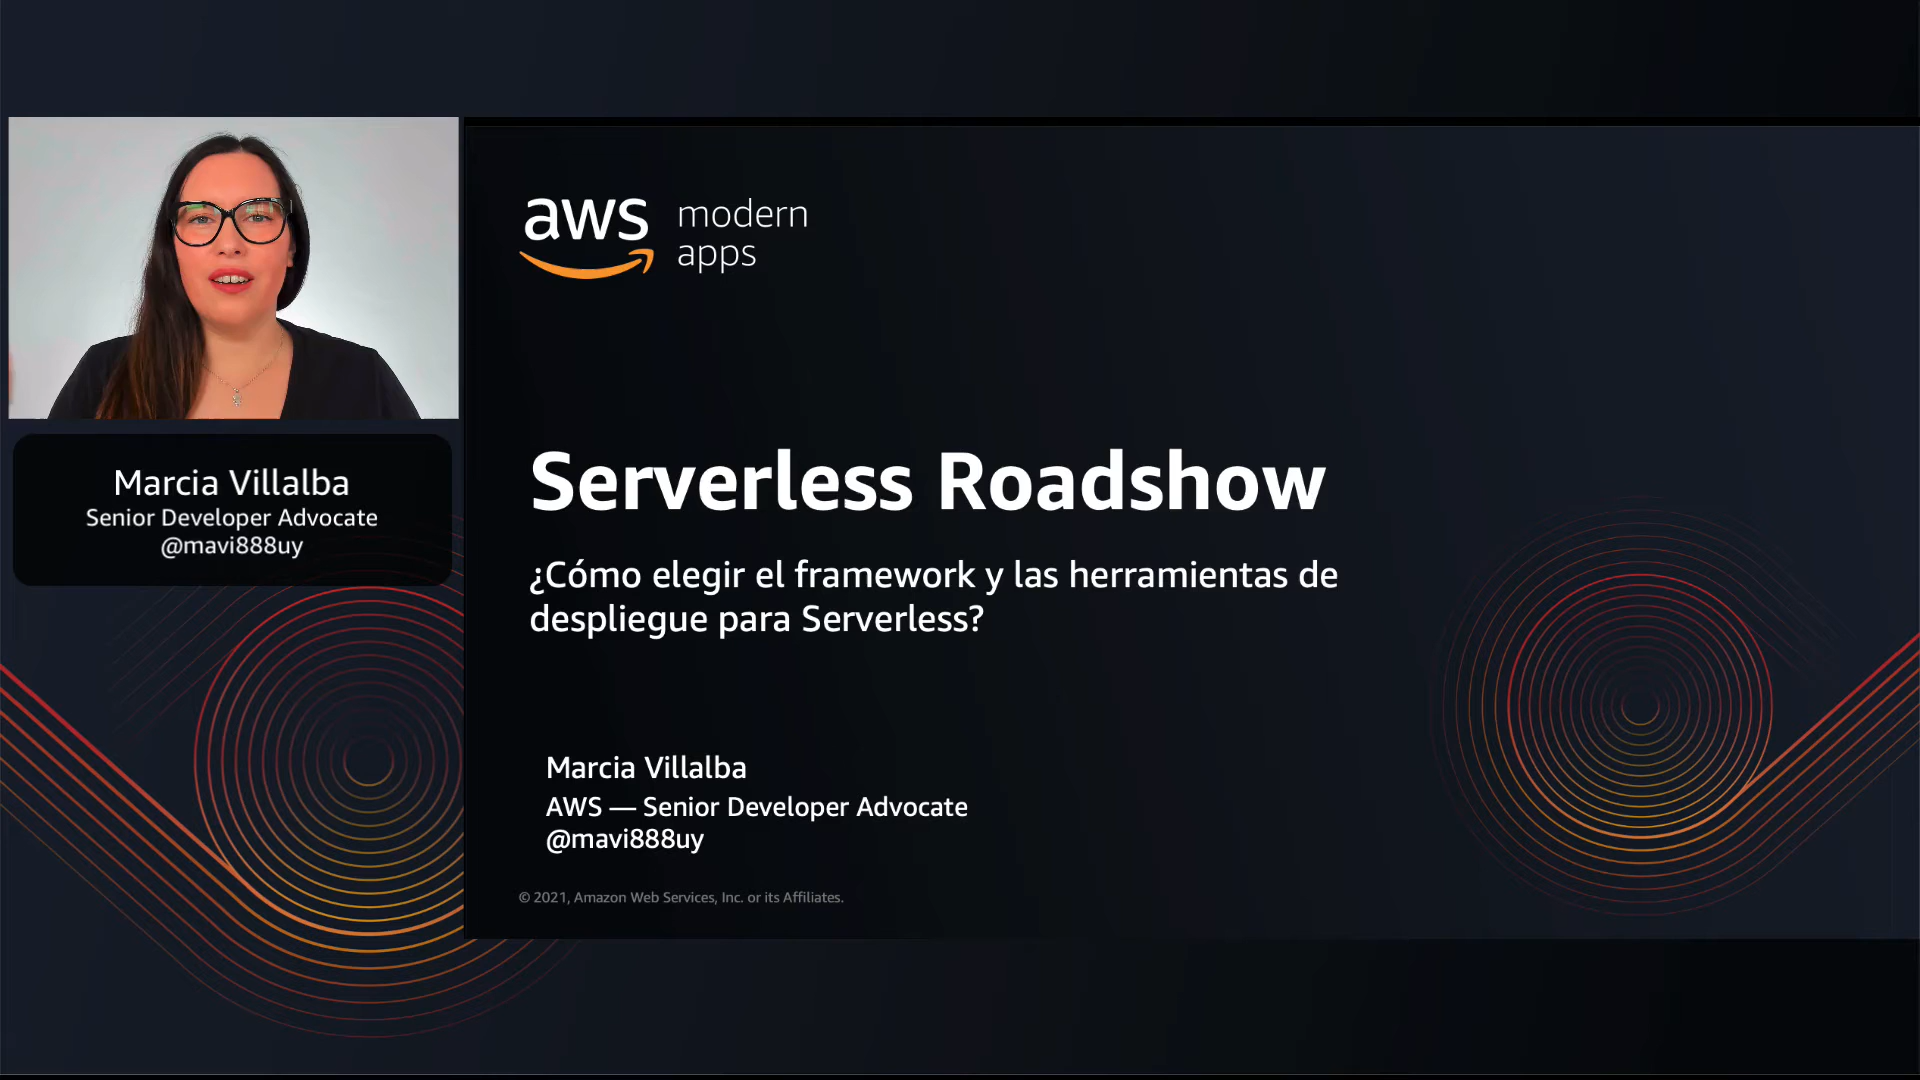 Marcia Villalba
Senior Developer Advocate
@mavi888uy
aws
modern
apps
Serverless Roadshow
¿Cómo elegir el framework y las herramientas de
despliegue para Serverless?
Marcia Villalba
AWS — Senior Developer Advocate
@mavi888uy
© 2021, Amazon Web Services, Inc. or its Affiliates.